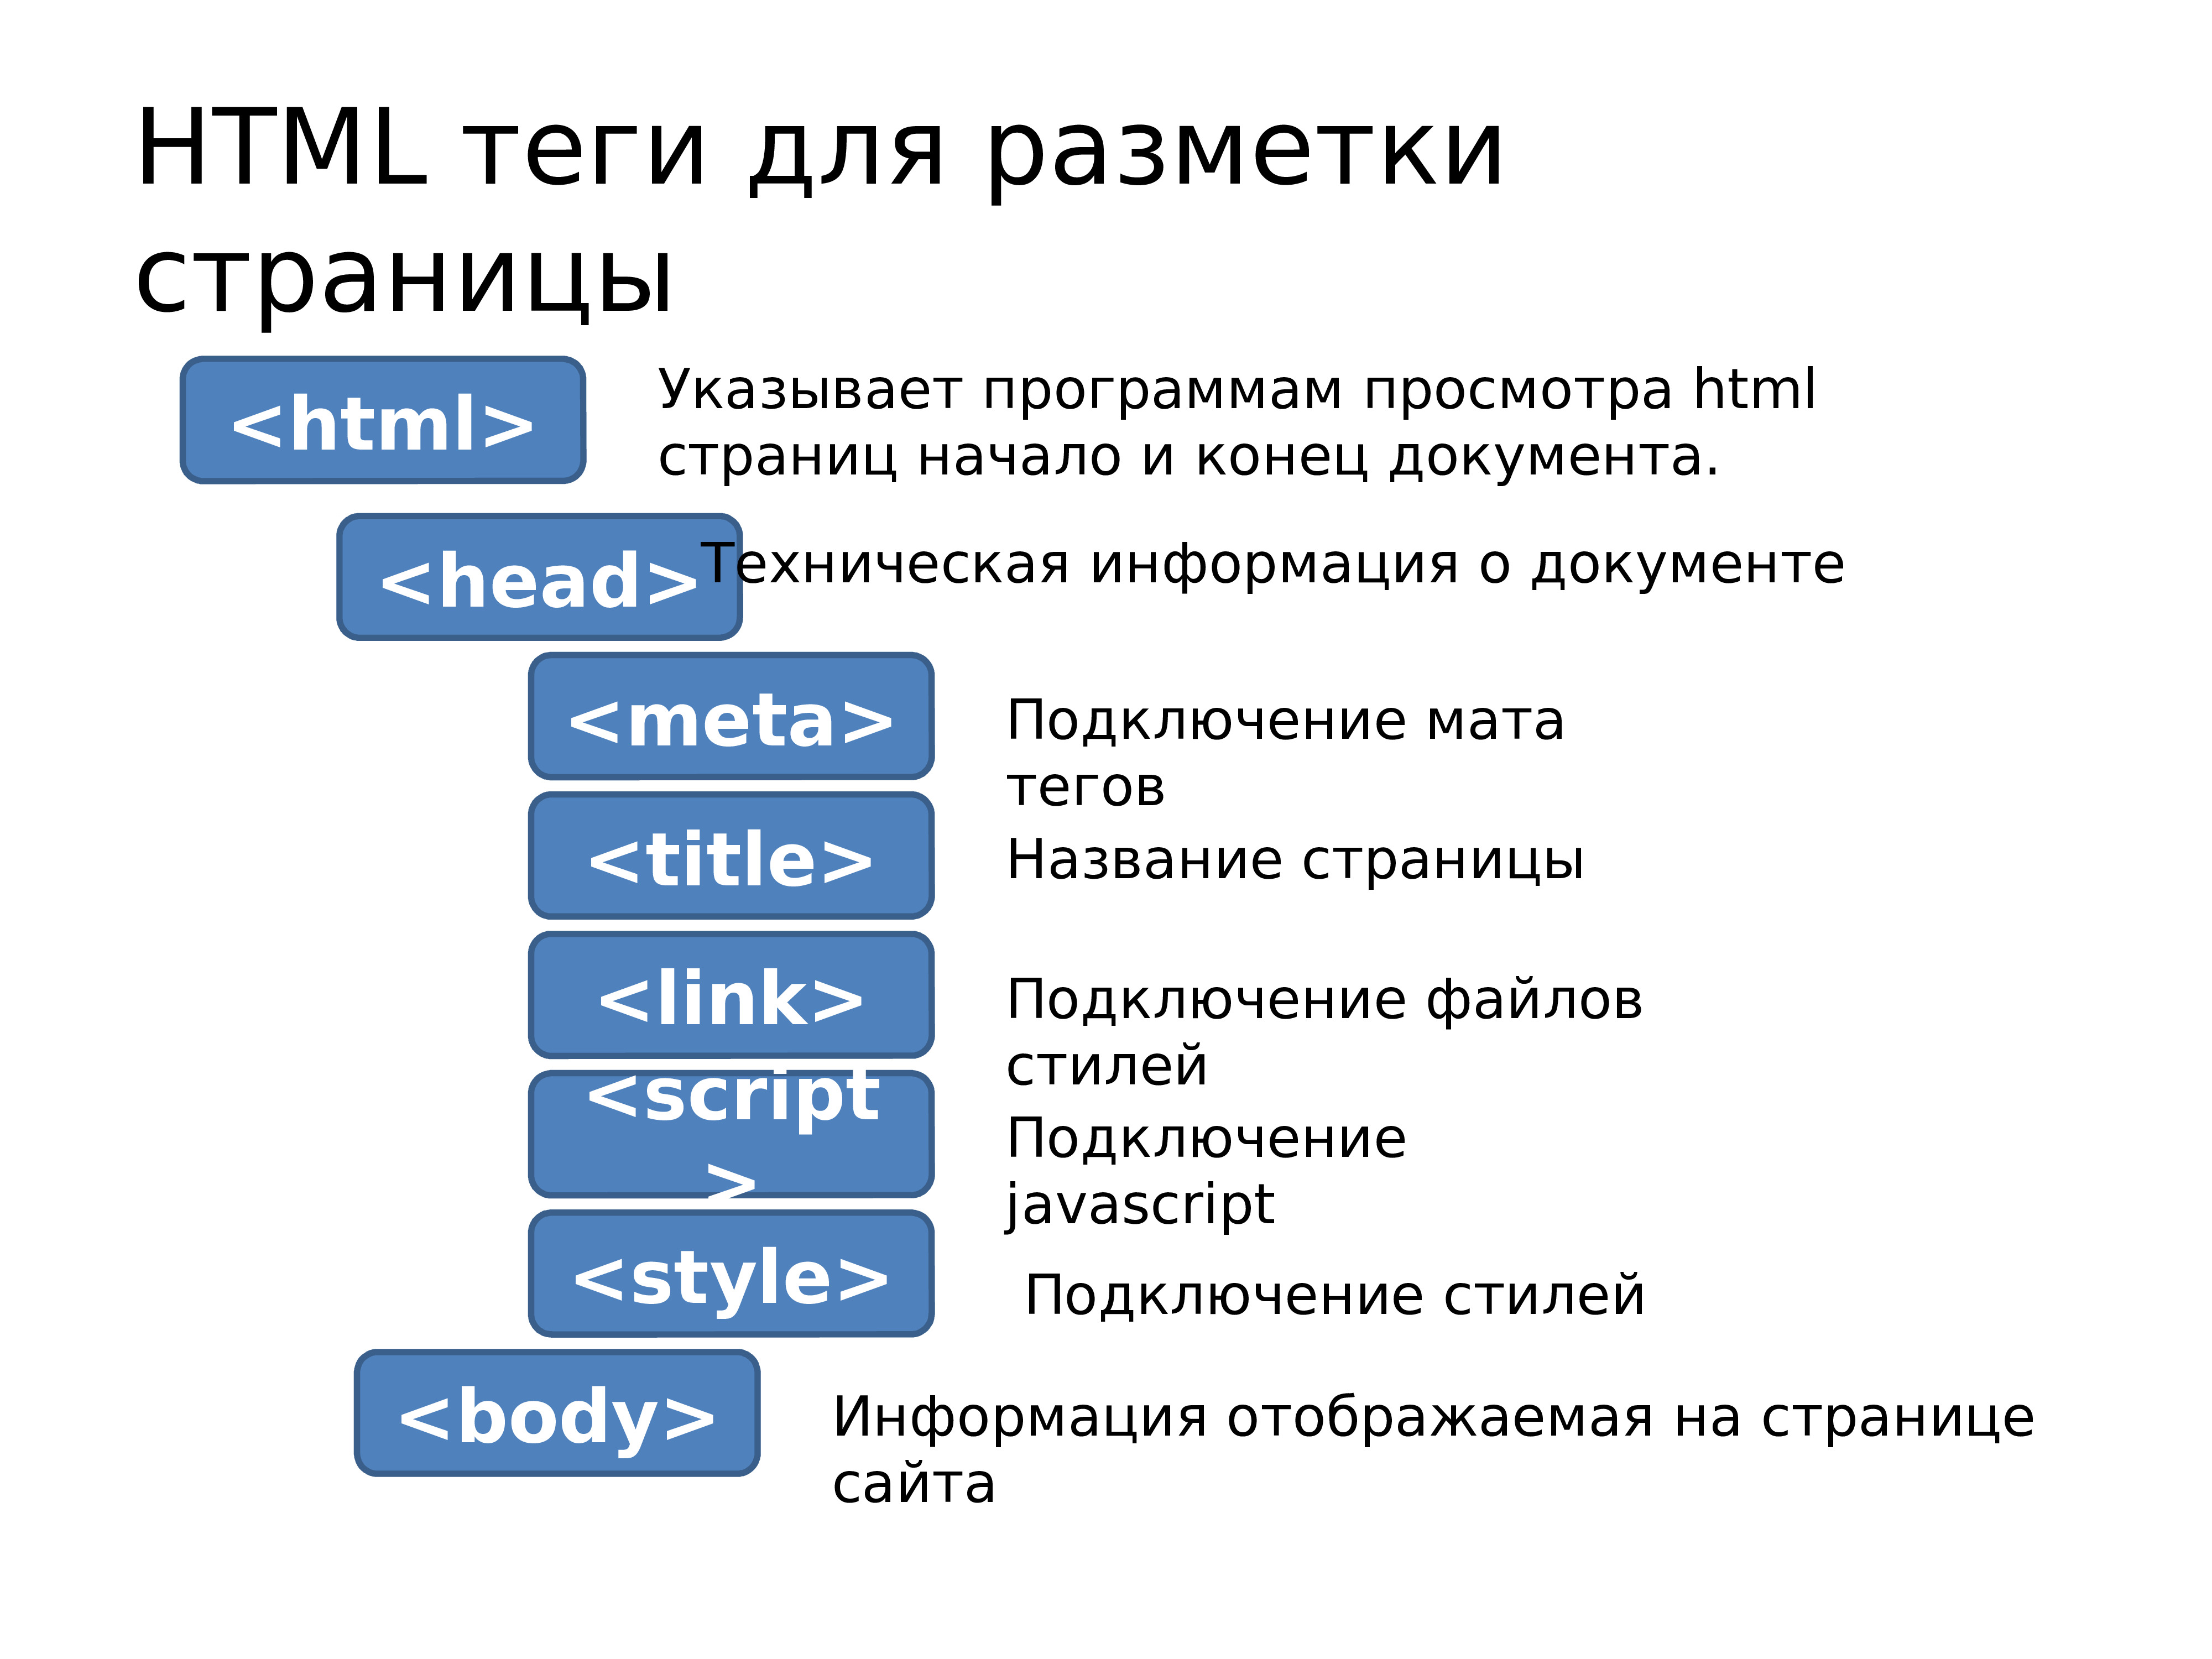 HTML теги для разметки
страницы
<html>
Указывает программам просмотра html
страниц начало и конец документа.
<head>
Техническая информация о документе
<meta>
Подключение мата
тегов
<title>
Название страницы
<link>
Подключение файлов
стилей
<script
>
Подключение
javascript
<style>
Подключение стилей
<body>
Информация отображаемая на странице
сайта